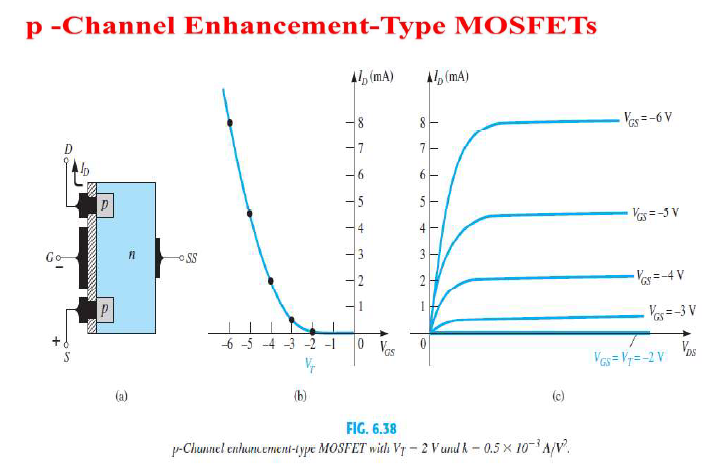 p -Channel Enhancement-Type MOSFETs
I_D (mA)
8
7
6
5
4
3
2
1
-6 -5 -4 -3 -2 -1 0 V_GS
V_T
I_D (mA)
8
7
6
5
4
3
2
1
0
V_GS = -6 V
V_GS = -5 V
V_GS = -4 V
V_GS = -3 V
V_GS = V_T = -2 V
V_DS
D
I_D
p
G
–
n
SS
p
+
S
(a)
(b)
(c)
FIG. 6.38
p-Channel enhancement-type MOSFET with V_T = 2 V and k = 0.5 × 10⁻³ A/V².